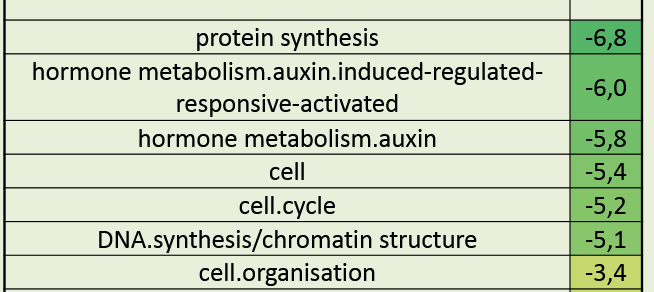 protein synthesis -6,8
hormone metabolism.auxin.induced-regulated-
responsive-activated -6,0
hormone metabolism.auxin -5,8
cell -5,4
cell.cycle -5,2
DNA.synthesis/chromatin structure -5,1
cell.organisation -3,4